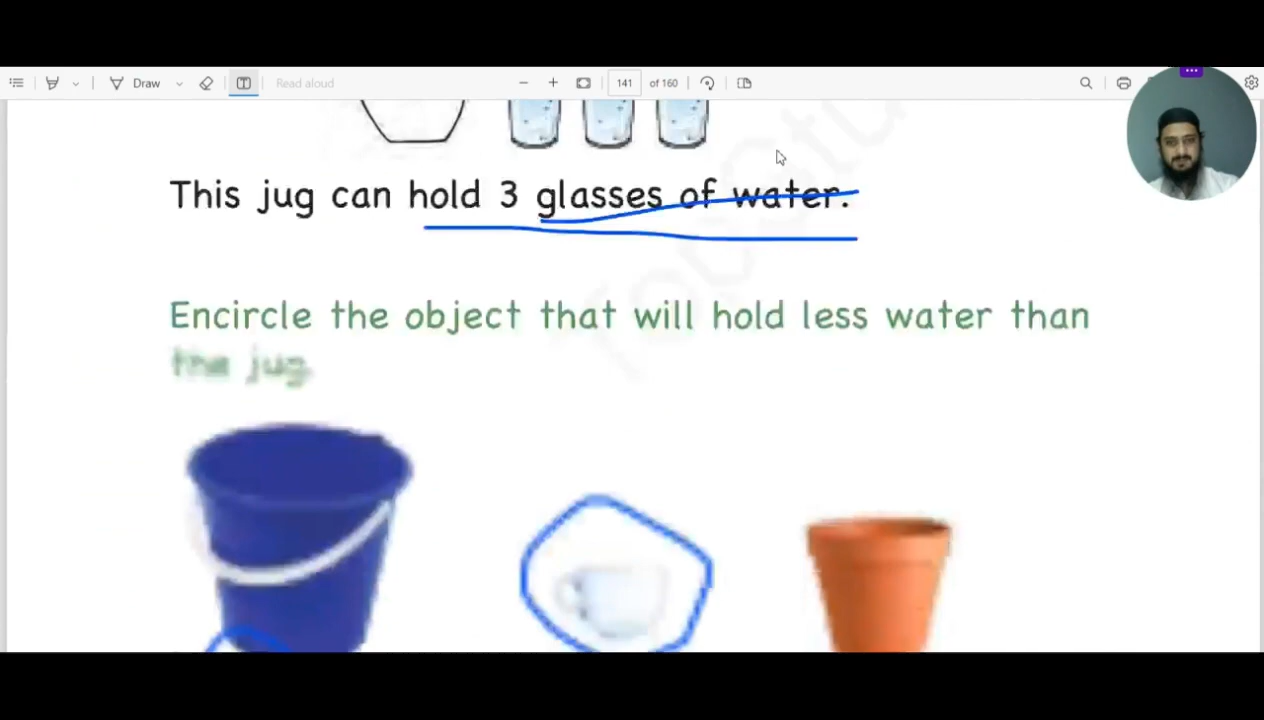 Draw
Read aloud
141
of 160
This jug can hold 3 glasses of water.
Encircle the object that will hold less water than
the jug.